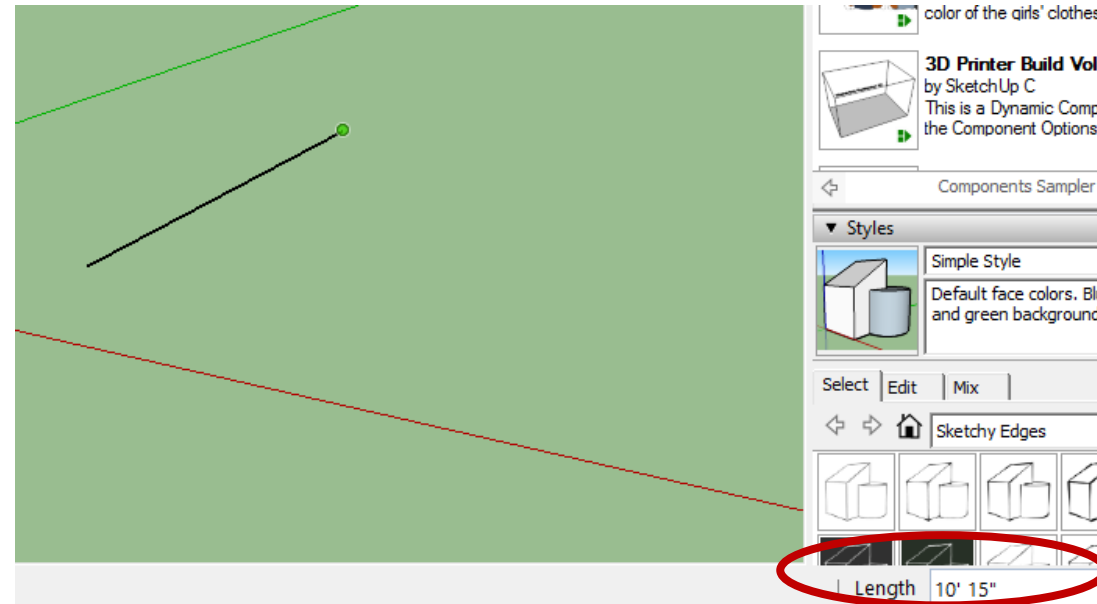 color of the girls' clothes
3D Printer Build Vol
by SketchUp C
This is a Dynamic Comp
the Component Options
Components Sampler
Styles
Simple Style
Default face colors. Bl
and green background
Select Edit Mix
Sketchy Edges
Length 10' 15"